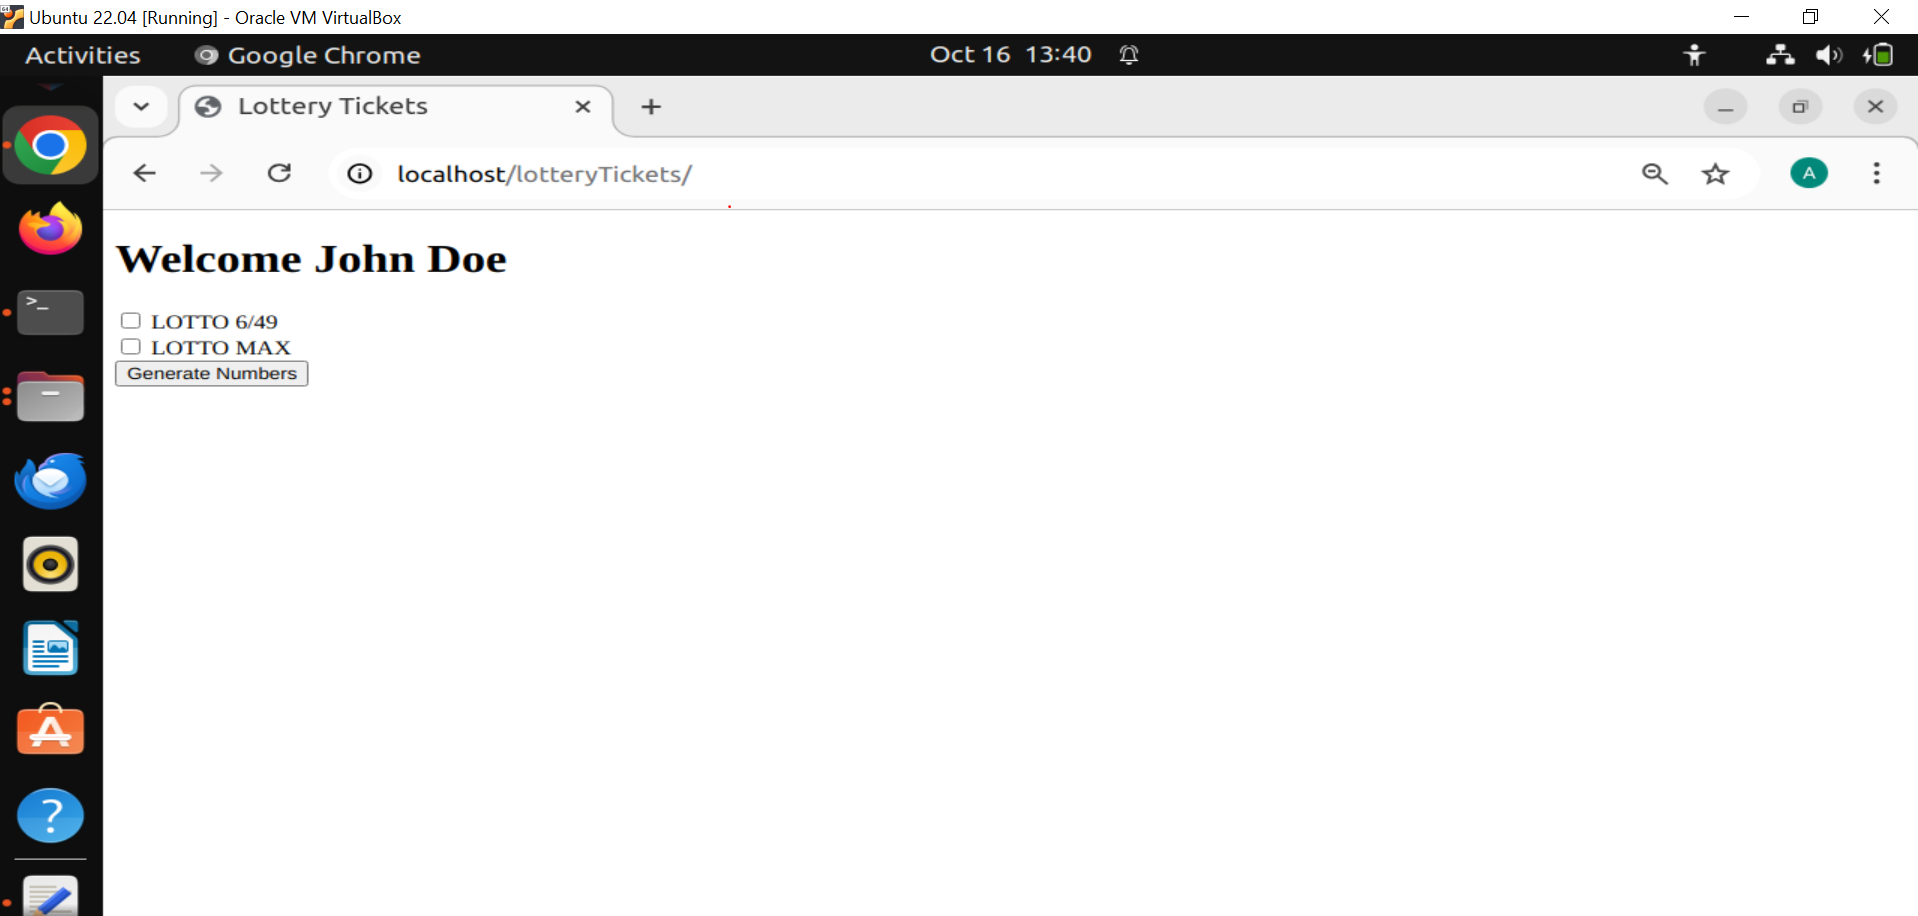 Ubuntu 22.04 [Running] - Oracle VM VirtualBox
Activities Google Chrome Oct 16 13:40
Lottery Tickets
localhost/lotteryTickets/ A
Welcome John Doe
LOTTO 6/49
LOTTO MAX
Generate Numbers